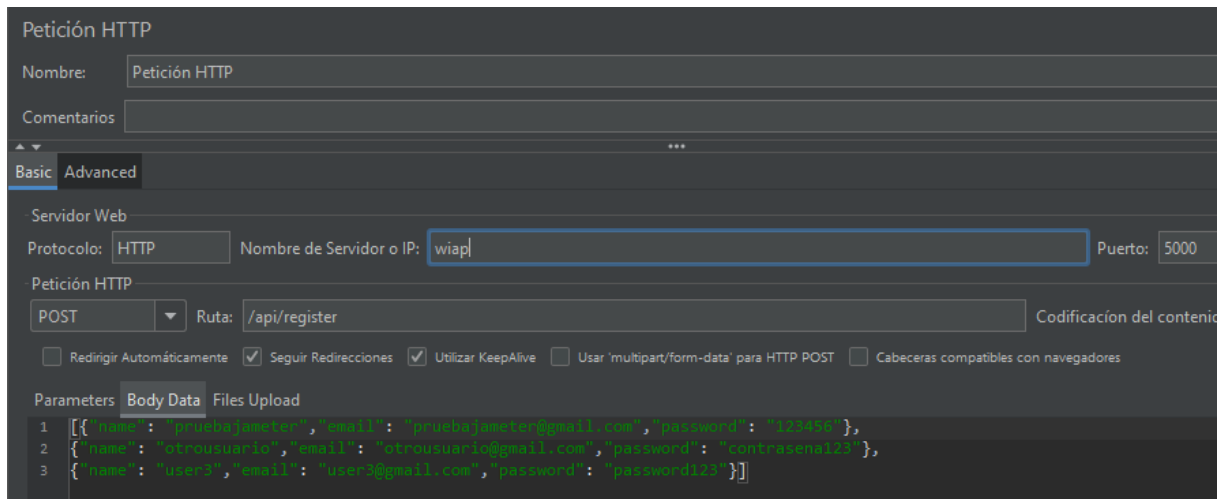 Petición HTTP
Nombre: Petición HTTP
Comentarios
Basic Advanced
Servidor Web
Protocolo: HTTP Nombre de Servidor o IP: wiap Puerto: 5000
Petición HTTP
POST Ruta: /api/register Codificacíon del contenid
Redirigir Automáticamente Seguir Redirecciones Utilizar KeepAlive Usar 'multipart/form-data' para HTTP POST Cabeceras compatibles con navegadores
Parameters Body Data Files Upload
1 [{"name": "pruebajameter","email": "pruebajameter@gmail.com","password": "123456"},
2 {"name": "otrousuario","email": "otrousuario@gmail.com","password": "contrasena123"},
3 {"name": "user3","email": "user3@gmail.com","password": "password123"}]